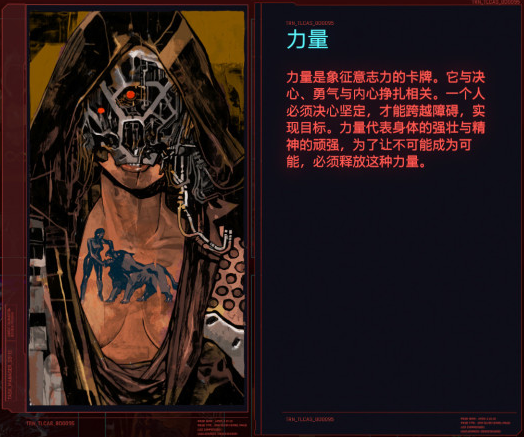 TRN_TLCAS_800095
TRN_TLCAS_800095
力量
力量是象征意志力的卡牌。它与决
心、勇气与内心挣扎相关。一个人
必须决心坚定，才能跨越障碍，实
现目标。力量代表身体的强壮与精
神的顽强，为了让不可能成为可
能，必须释放这种力量。
TRN_TLCAS_800095
TRN_TLCAS_800095